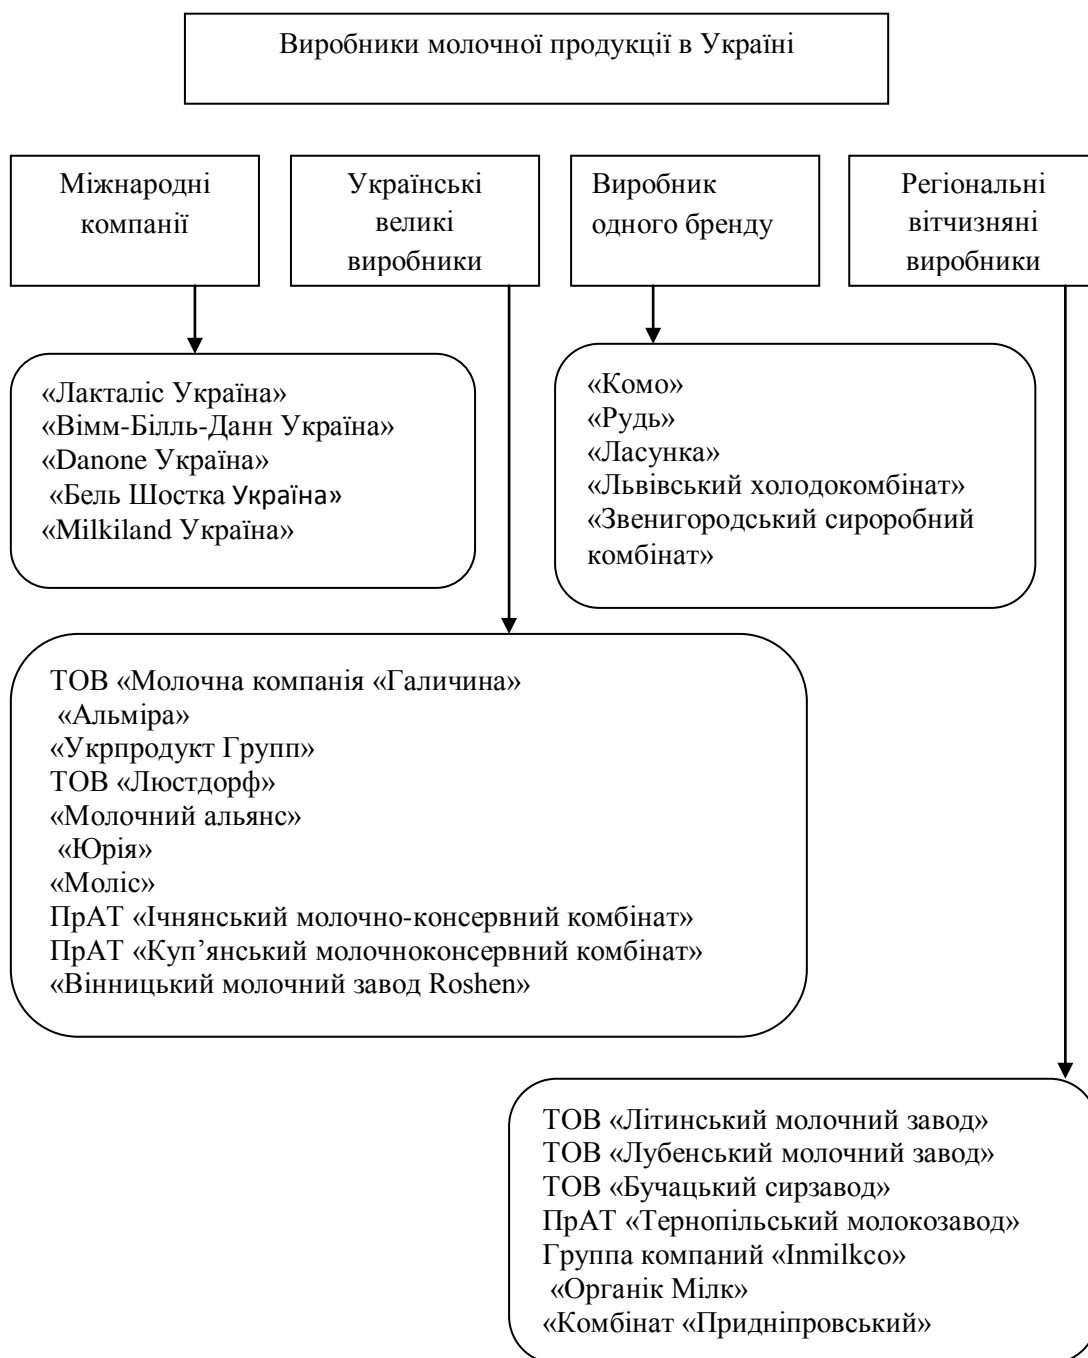 Виробники молочної продукції в Україні
Міжнародні
компанії
Українські
великі
виробники
Виробник
одного бренду
Регіональні
вітчизняні
виробники
«Лакталіс Україна»
«Вімм-Білль-Данн Україна»
«Danone Україна»
«Бель Шостка Україна»
«Milkiland Україна»
«Комо»
«Рудь»
«Ласунка»
«Львівський холодокомбінат»
«Звенигородський сироробний
комбінат»
ТОВ «Молочна компанія «Галичина»
«Альміра»
«Укрпродукт Групп»
ТОВ «Люстдорф»
«Молочний альянс»
«Юрія»
«Моліс»
ПрАТ «Ічнянський молочно-консервний комбінат»
ПрАТ «Куп’янський молочноконсервний комбінат»
«Вінницький молочний завод Roshen»
ТОВ «Літинський молочний завод»
ТОВ «Лубенський молочний завод»
ТОВ «Бучацький сирзавод»
ПрАТ «Тернопільський молокозавод»
Группа компаний «Inmilkco»
«Органік Мілк»
«Комбінат «Придніпровський»